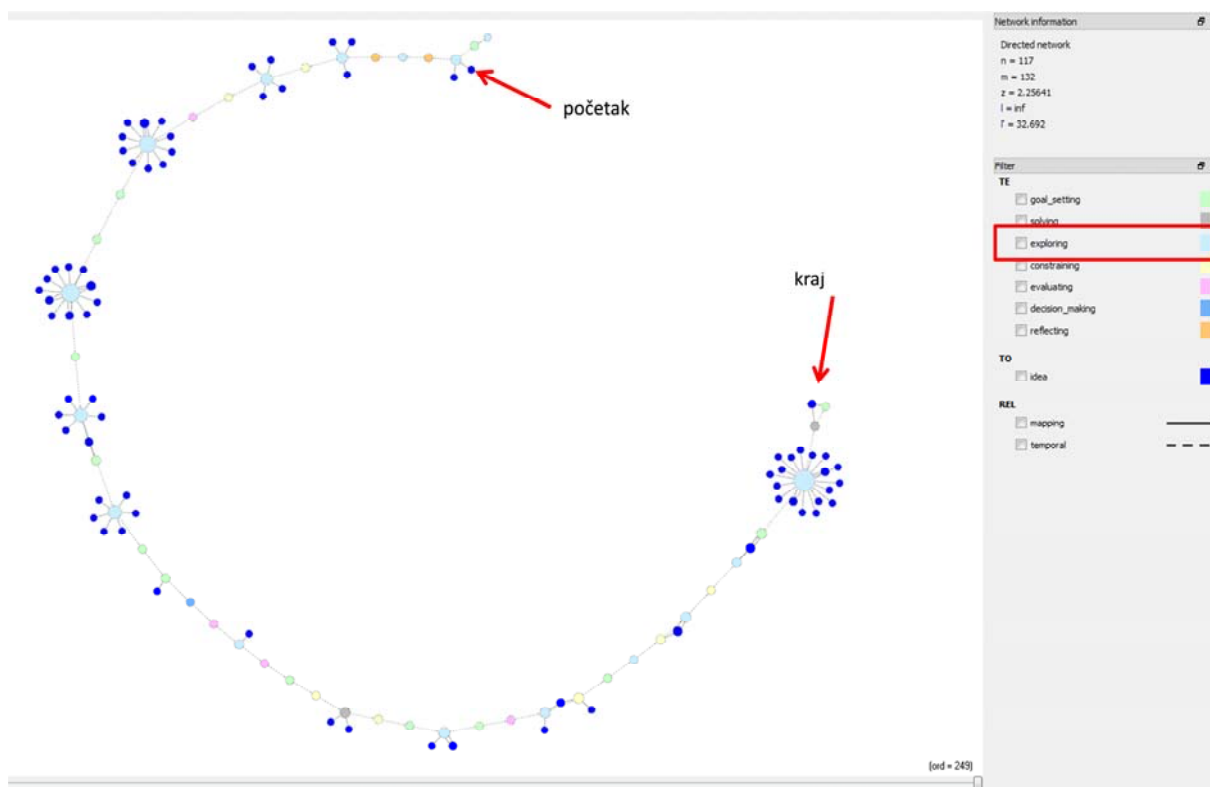 početak
kraj
(ord = 249)
Network information
Directed network
n = 117
m = 132
z = 2.25641
l = inf
l' = 32.692
Filter
TE
goal_setting
solving
exploring
constraining
evaluating
decision_making
reflecting
TO
idea
REL
mapping
temporal